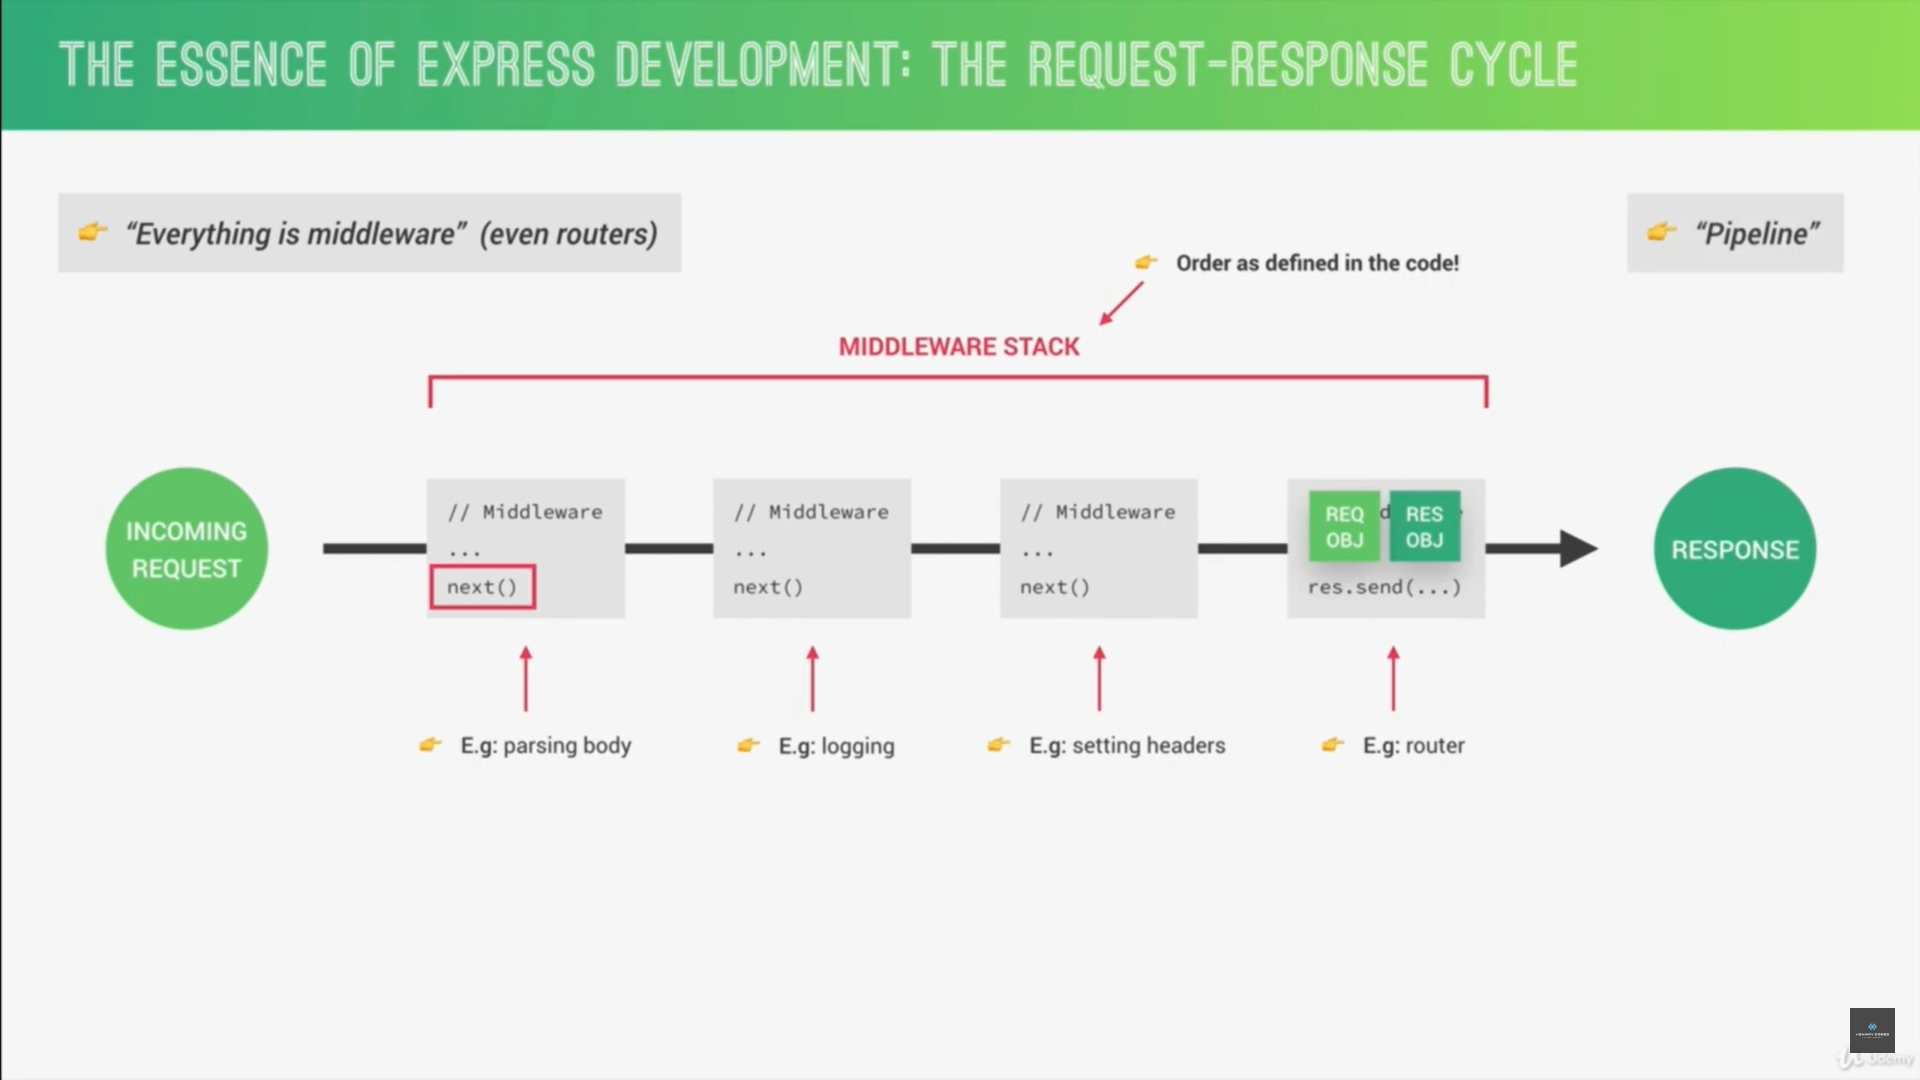 THE ESSENCE OF EXPRESS DEVELOPMENT: THE REQUEST-RESPONSE CYCLE
“Everything is middleware” (even routers)
“Pipeline”
Order as defined in the code!
MIDDLEWARE STACK
INCOMING
REQUEST
// Middleware
...
next()
// Middleware
...
next()
// Middleware
...
next()
REQ
OBJ
RES
OBJ
res.send(...)
RESPONSE
E.g: parsing body
E.g: logging
E.g: setting headers
E.g: router
Udemy